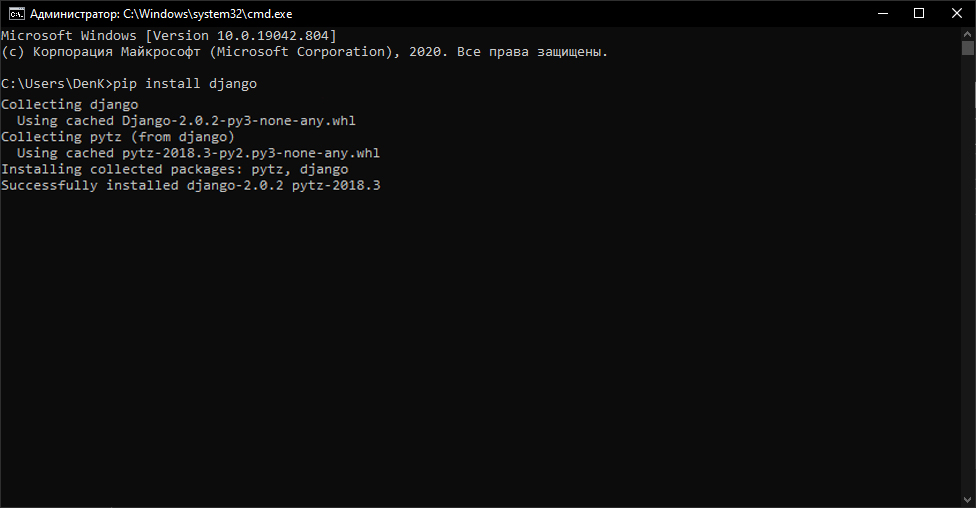 Администратор: C:\Windows\system32\cmd.exe
Microsoft Windows [Version 10.0.19042.804]
(c) Корпорация Майкрософт (Microsoft Corporation), 2020. Все права защищены.
C:\Users\DenK>pip install django
Collecting django
Using cached Django-2.0.2-py3-none-any.whl
Collecting pytz (from django)
Using cached pytz-2018.3-py2.py3-none-any.whl
Installing collected packages: pytz, django
Successfully installed django-2.0.2 pytz-2018.3